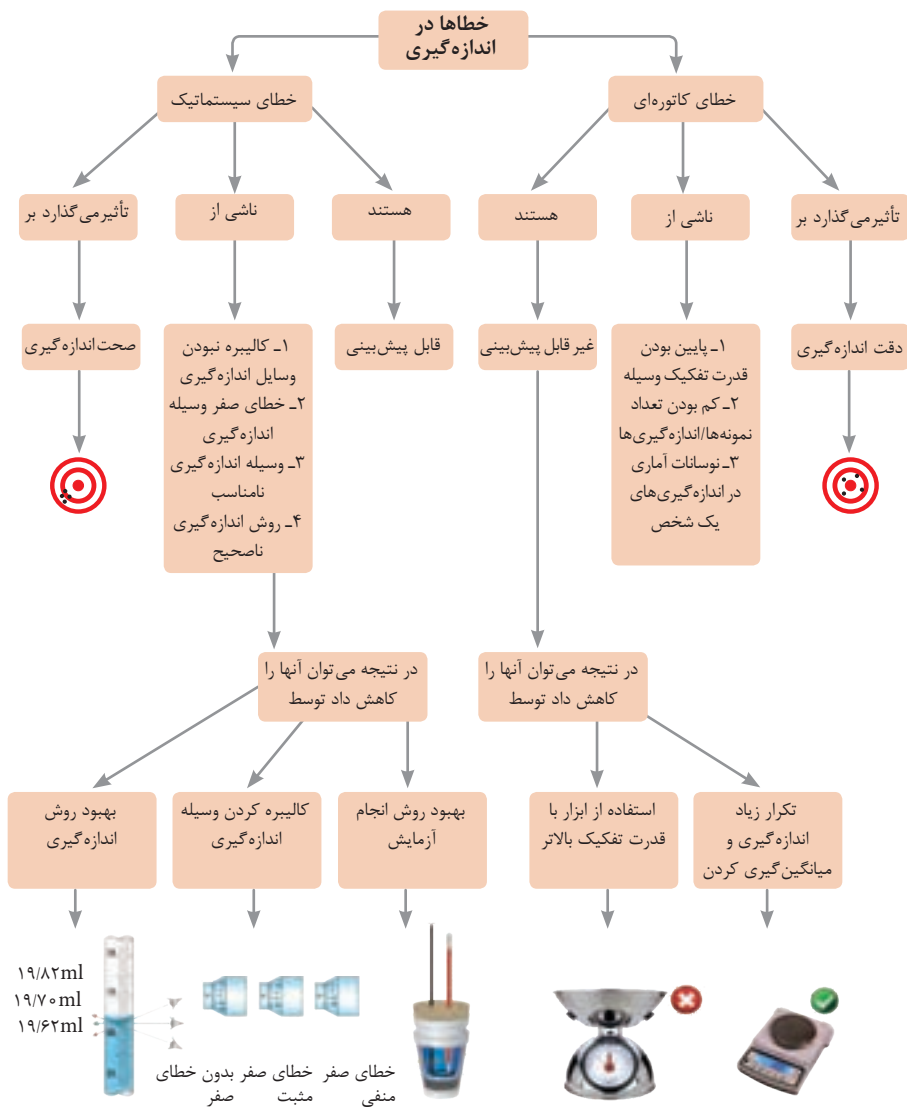 خطاها در
اندازه‌گیری
خطای کاتوره‌ای
خطای سیستماتیک
تأثیرمی‌گذارد بر
ناشی از
هستند
هستند
ناشی از
تأثیرمی‌گذارد بر
دقت اندازه‌گیری
۱ـ پایین بودن
قدرت تفکیک وسیله
۲ـ کم بودن تعداد
نمونه‌ها/اندازه‌گیری‌ها
۳ـ نوسانات آماری
در اندازه‌گیری‌های
یک شخص
غیر قابل پیش‌بینی
قابل پیش‌بینی
۱ـ کالیبره نبودن
وسایل اندازه‌گیری
۲ـ خطای صفر وسیله
اندازه‌گیری
۳ـ وسیله اندازه‌گیری
نامناسب
۴ـ روش اندازه‌گیری
ناصحیح
صحت اندازه‌گیری
در نتیجه می‌توان آنها را
کاهش داد توسط
در نتیجه می‌توان آنها را
کاهش داد توسط
تکرار زیاد
اندازه‌گیری و
میانگین‌گیری کردن
استفاده از ابزار با
قدرت تفکیک بالاتر
بهبود روش انجام
آزمایش
کالیبره کردن وسیله
اندازه‌گیری
بهبود روش
اندازه‌گیری
۱۹/۸۲ml
۱۹/۷۰ml
۱۹/۶۲ml
خطای صفر
منفی
خطای صفر
مثبت
بدون خطای
صفر